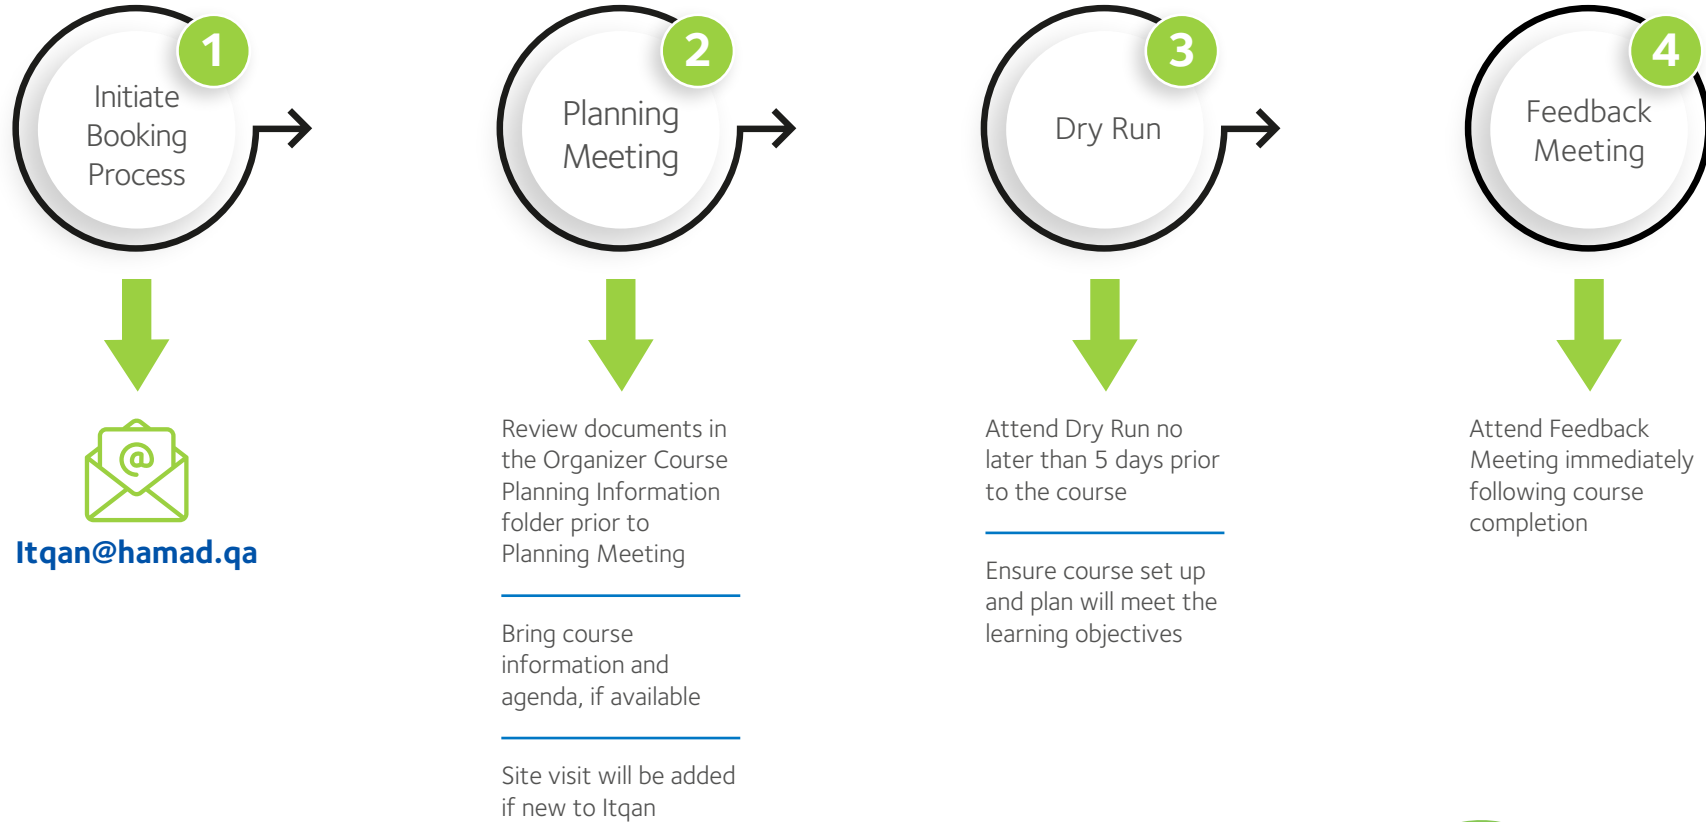 1
Initiate
Booking
Process
Itqan@hamad.qa
2
Planning
Meeting
Review documents in
the Organizer Course
Planning Information
folder prior to
Planning Meeting
Bring course
information and
agenda, if available
Site visit will be added
if new to Itqan
3
Dry Run
Attend Dry Run no
later than 5 days prior
to the course
Ensure course set up
and plan will meet the
learning objectives
4
Feedback
Meeting
Attend Feedback
Meeting immediately
following course
completion